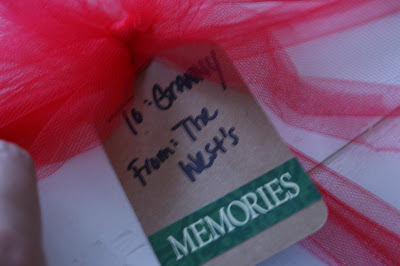 To: GRANNY
From: The
West's
MEMORIES